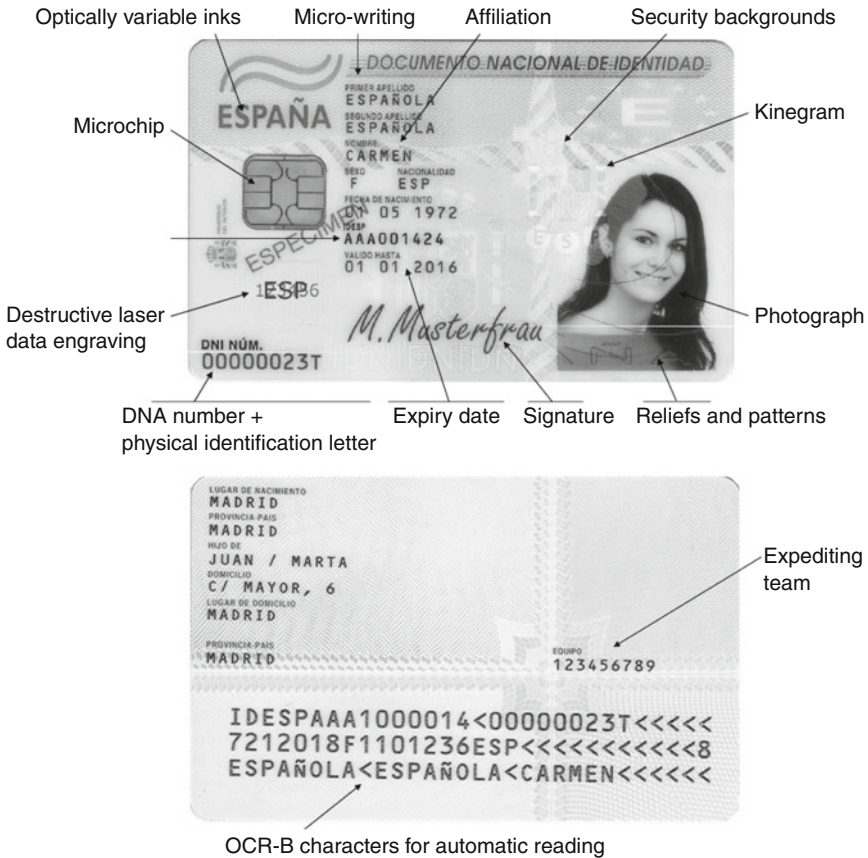 Optically variable inks
Micro-writing
Affiliation
Security backgrounds
DOCUMENTO NACIONAL DE IDENTIDAD
PRIMER APELLIDO
ESPAÑOLA
ESPAÑA
SEGUNDO APELLIDO
ESPAÑOLA
Kinegram
Microchip
NOMBRE
CARMEN
SEXO NACIONALIDAD
F ESP
FECHA DE NACIMIENTO
01 05 1972
IDESP
AAA001424
ESPECIMEN
VALIDO HASTA
01 01 2016
ESP
Destructive laser
data engraving
Photograph
M. Musterfrau
DNI NÚM.
00000023T
DNA number +
physical identification letter
Expiry date
Signature
Reliefs and patterns
LUGAR DE NACIMIENTO
MADRID
PROVINCIA-PAIS
MADRID
HIJO DE
JUAN / MARTA
DOMICILIO
C/ MAYOR, 6
LUGAR DE DOMICILIO
MADRID
Expediting
team
PROVINCIA-PAIS
MADRID
EQUIPO
123456789
IDESPAAA1000014<00000023T<<<<<
7212018F1101236ESP<<<<<<<<<<<8
ESPAÑOLA<ESPAÑOLA<CARMEN<<<<<<
OCR-B characters for automatic reading